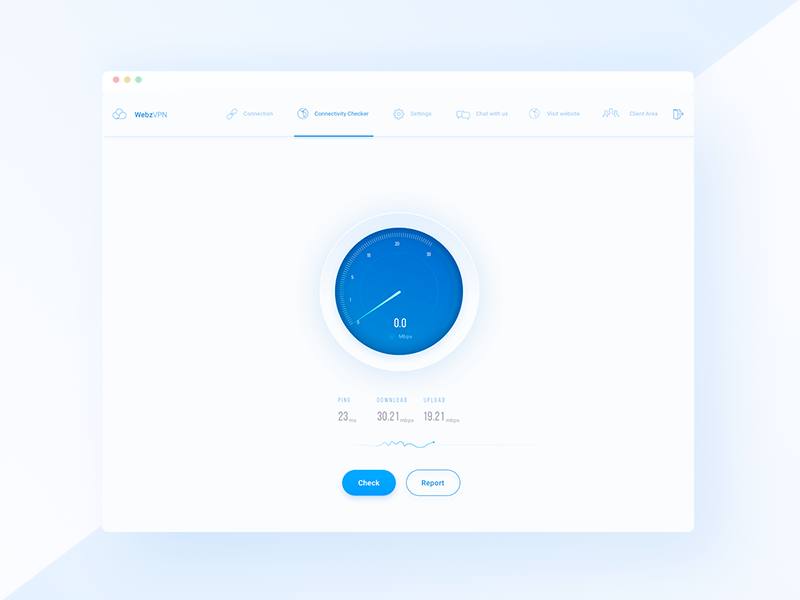 WebzVPN
Connection
Connectivity Checker
Settings
Chat with us
Visit website
Client Area
20
10
30
5
1
0
0.0
Mbps
PING DOWNLOAD UPLOAD
23 ms 30.21 mbps 19.21 mbps
Check
Report